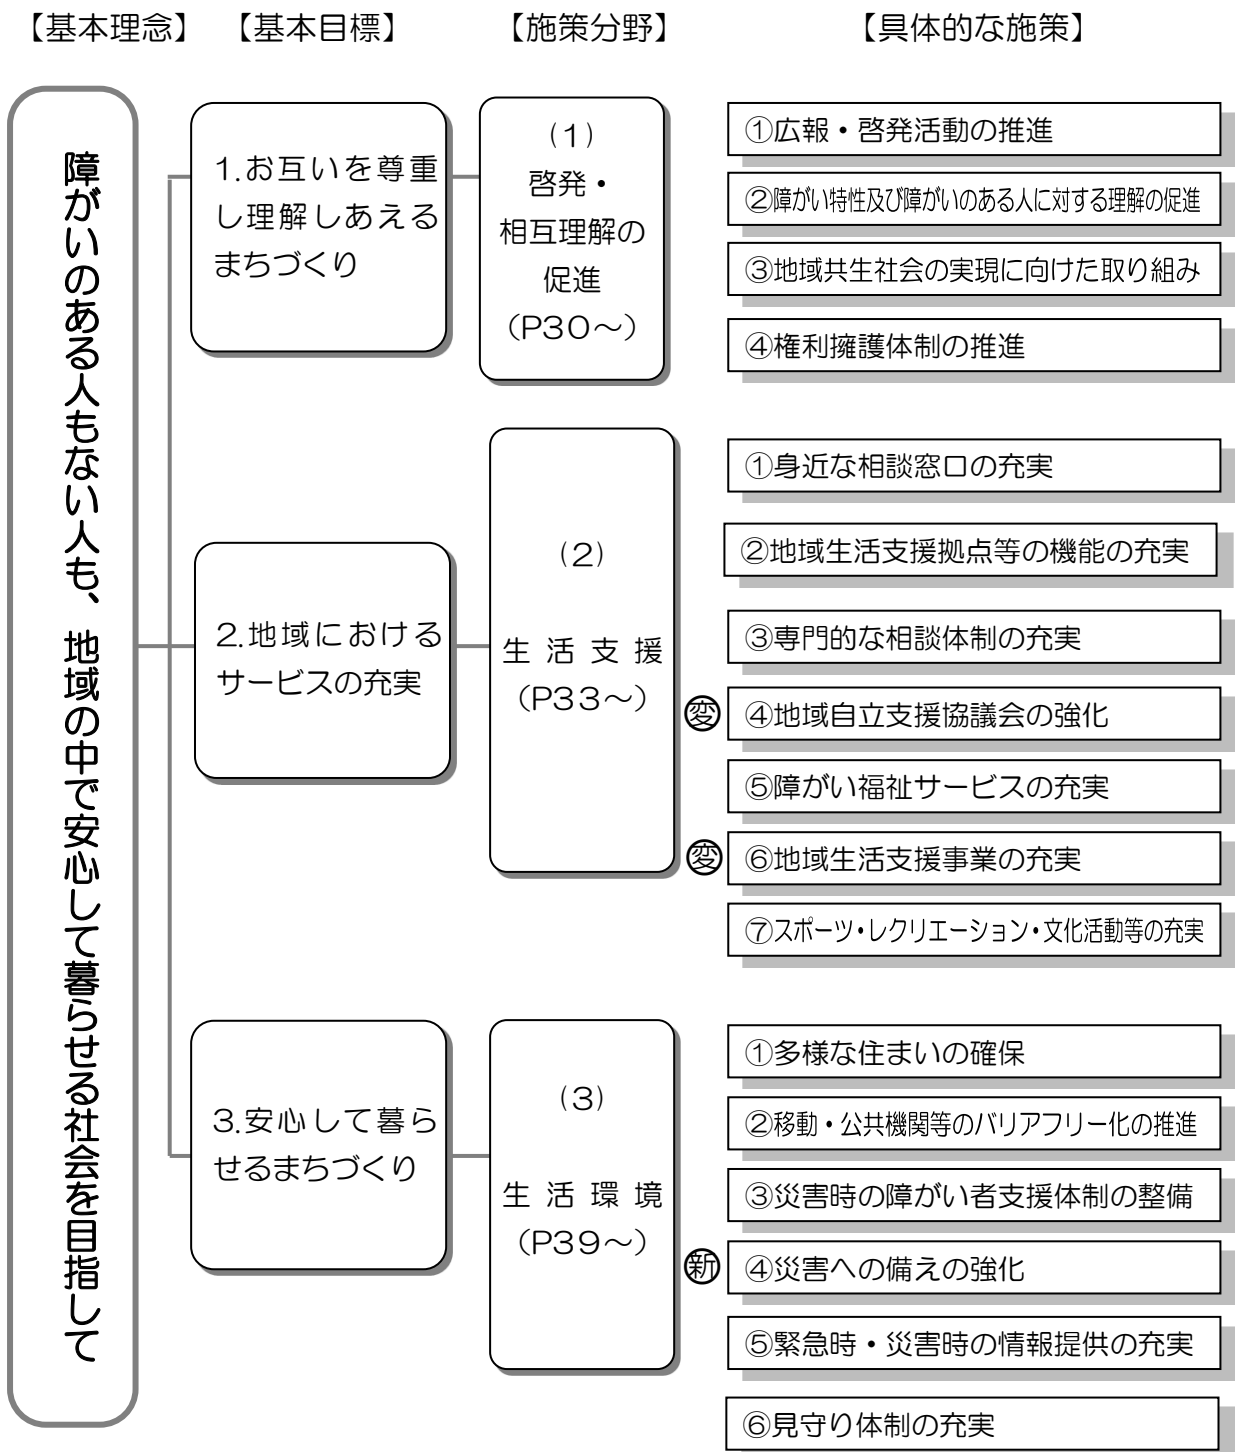 【基本理念】 【基本目標】 【施策分野】 【具体的な施策】
障がいのある人もない人も、地域の中で安心して暮らせる社会を目指して
1.お互いを尊重
し理解しあえる
まちづくり
(1)
啓発・
相互理解の
促進
（P30～）
①広報・啓発活動の推進
②障がい特性及び障がいのある人に対する理解の促進
③地域共生社会の実現に向けた取り組み
④権利擁護体制の推進
2.地域における
サービスの充実
(2)
生活支援
（P33～）
①身近な相談窓口の充実
②地域生活支援拠点等の機能の充実
③専門的な相談体制の充実
変 ④地域自立支援協議会の強化
⑤障がい福祉サービスの充実
変 ⑥地域生活支援事業の充実
⑦スポーツ・レクリエーション・文化活動等の充実
3.安心して暮ら
せるまちづくり
(3)
生活環境
（P39～）
①多様な住まいの確保
②移動・公共機関等のバリアフリー化の推進
③災害時の障がい者支援体制の整備
新 ④災害への備えの強化
⑤緊急時・災害時の情報提供の充実
⑥見守り体制の充実